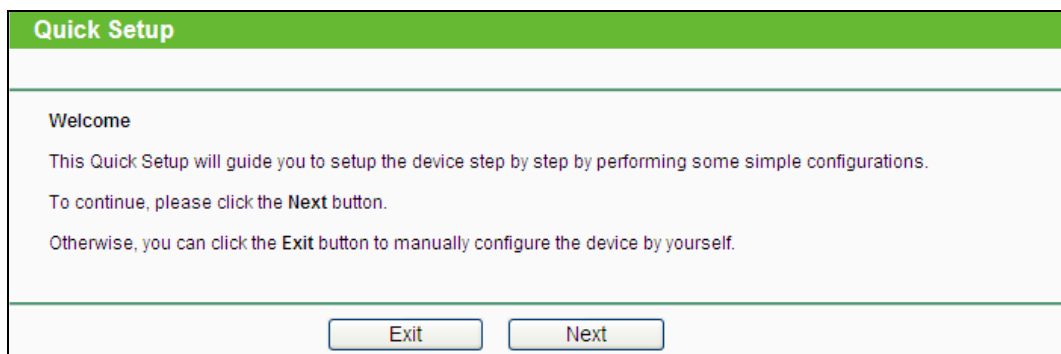 Quick Setup
Welcome
This Quick Setup will guide you to setup the device step by step by performing some simple configurations.
To continue, please click the Next button.
Otherwise, you can click the Exit button to manually configure the device by yourself.
Exit
Next